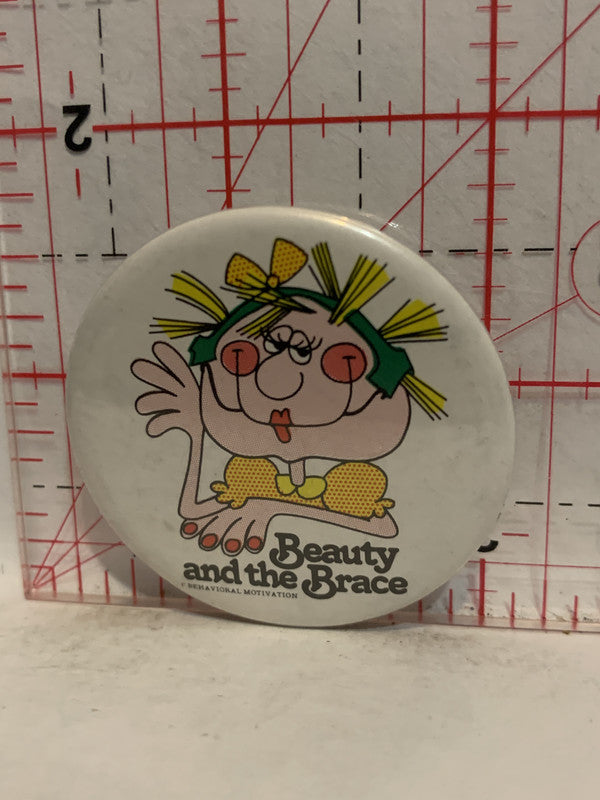 2
Beauty
and the Brace
© BEHAVIORAL MOTIVATION